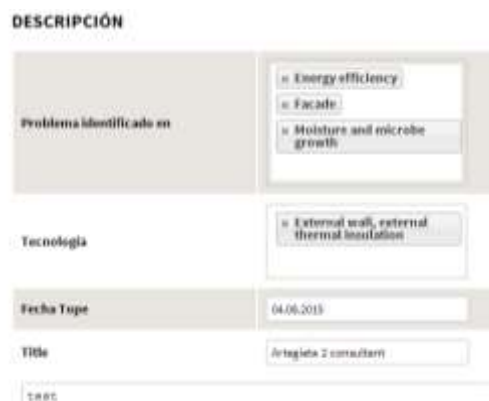 DESCRIPCIÓN
× Energy efficiency
× Facade
Problema identificado en
× Moisture and microbe
growth
× External wall, external
thermal insulation
Tecnología
Fecha Tope
04.06.2015
Title
Artegieta 2 consultant
test